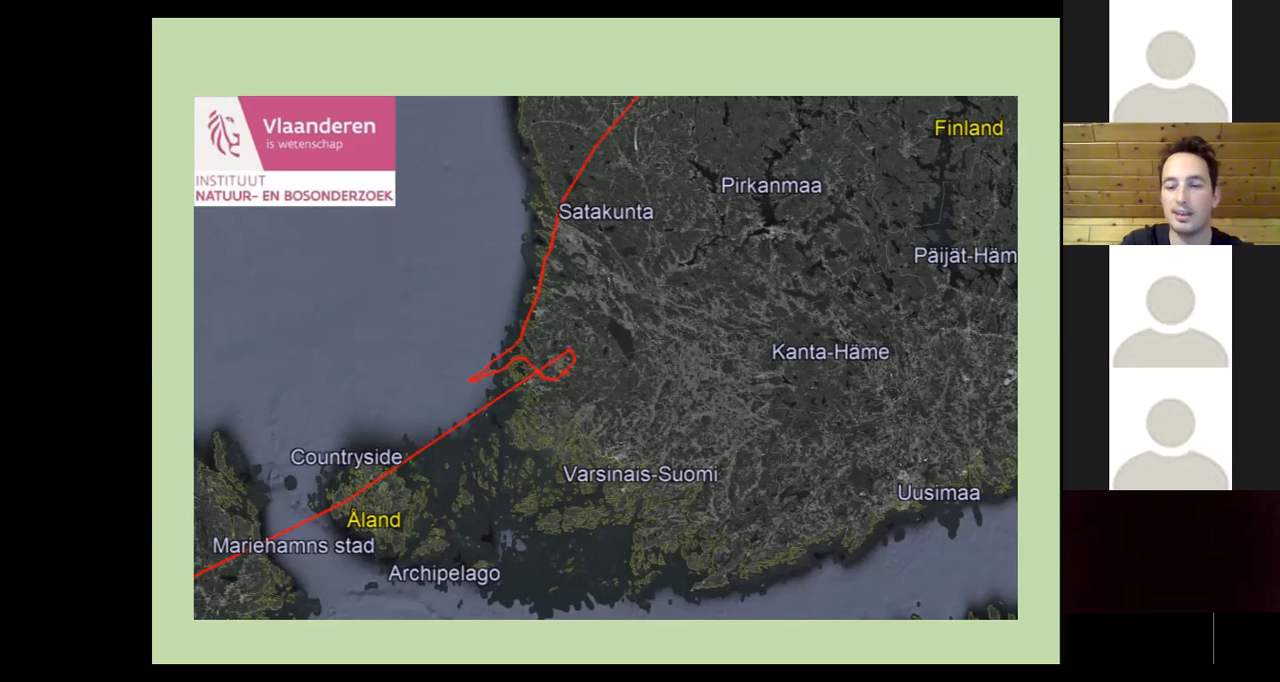 Vlaanderen
is wetenschap
INSTITUUT
NATUUR- EN BOSONDERZOEK
Finland
Pirkanmaa
Satakunta
Päijät-Häm
Kanta-Häme
Countryside
Varsinais-Suomi
Uusimaa
Åland
Mariehamns stad
Archipelago